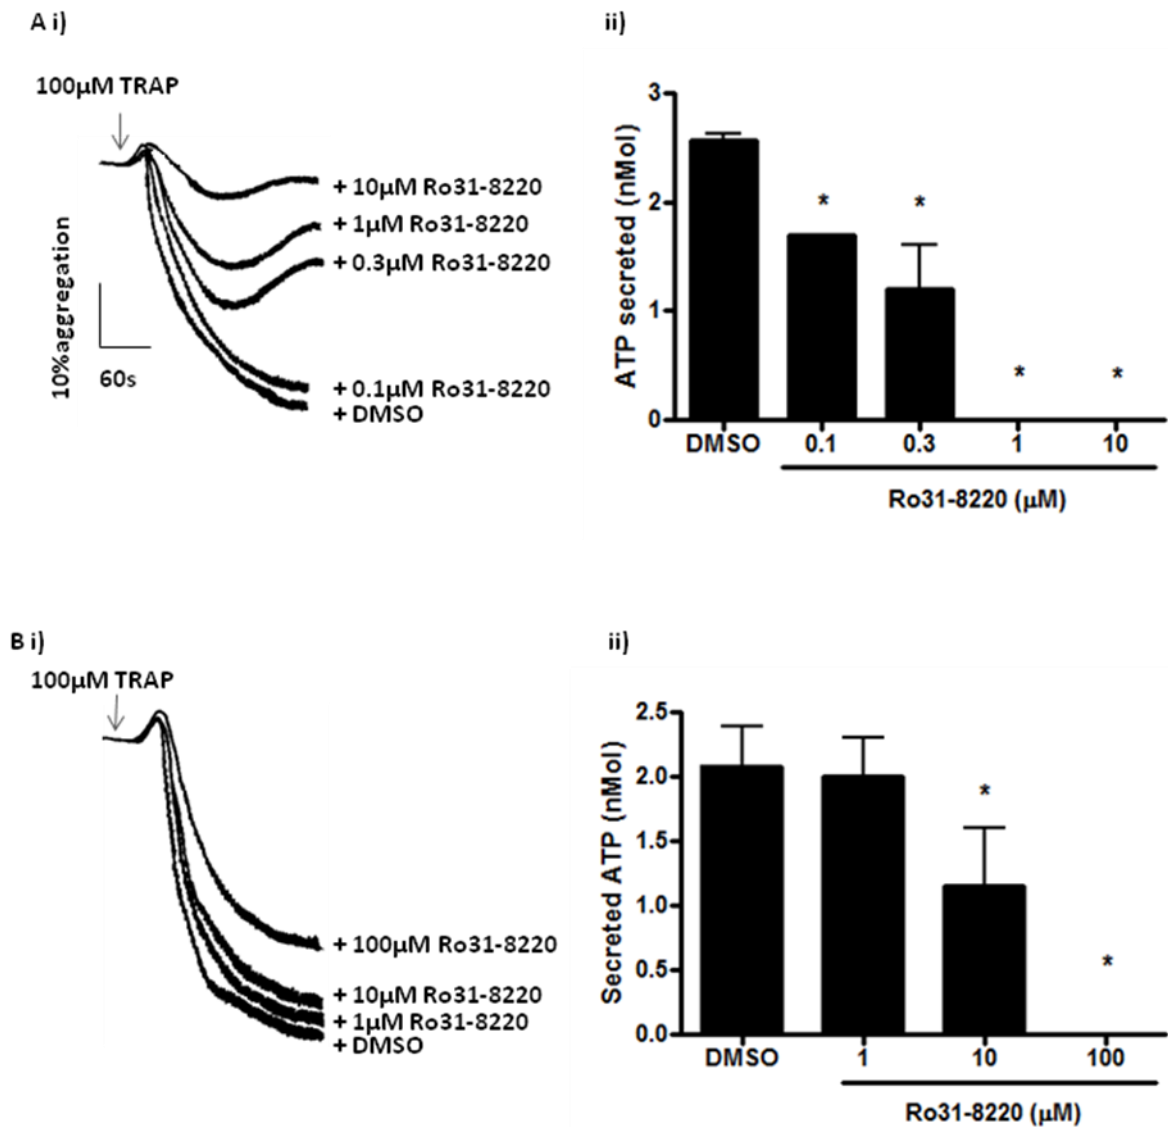 A i)
100µM TRAP
+ 10µM Ro31-8220
+ 1µM Ro31-8220
+ 0.3µM Ro31-8220
10%aggregation
60s
+ 0.1µM Ro31-8220
+ DMSO
ii)
ATP secreted (nMol)
3
2
1
0
* * * *
DMSO 0.1 0.3 1 10
Ro31-8220 (µM)
B i)
100µM TRAP
+ 100µM Ro31-8220
+ 10µM Ro31-8220
+ 1µM Ro31-8220
+ DMSO
ii)
Secreted ATP (nMol)
2.5
2.0
1.5
1.0
0.5
0.0
* *
DMSO 1 10 100
Ro31-8220 (µM)